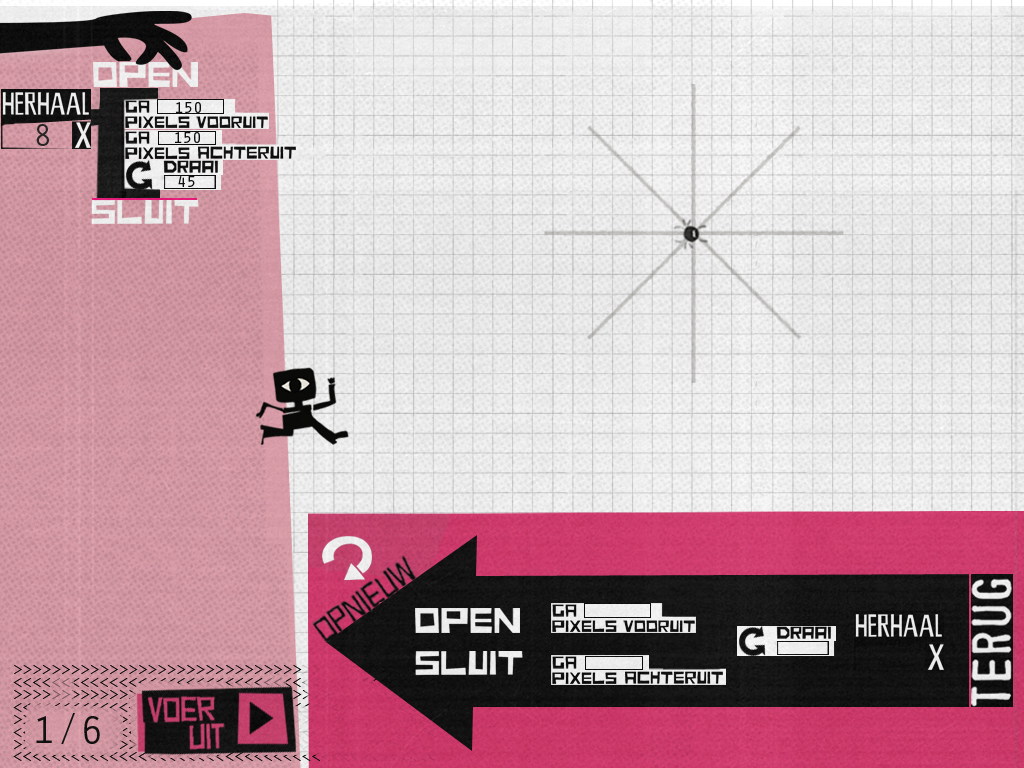 OPEN
HERHAAL
8 X
GA 150
PIXELS VOORUIT
GA 150
PIXELS ACHTERUIT
DRAAI
45
SLUIT
OPNIEUW
OPEN
SLUIT
GA
PIXELS VOORUIT
GA
PIXELS ACHTERUIT
DRAAI
HERHAAL
X
TERUG
1/6
VOER
UIT